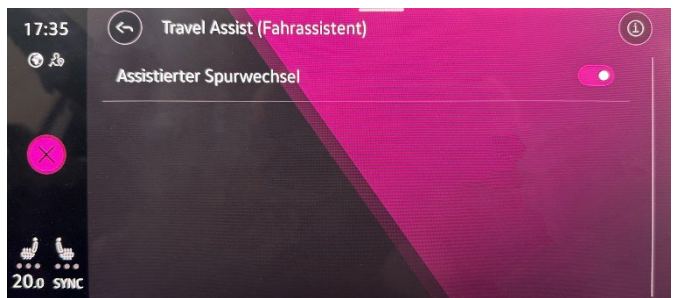 17:35
Travel Assist (Fahrassistent)
Assistierter Spurwechsel
20.0 SYNC